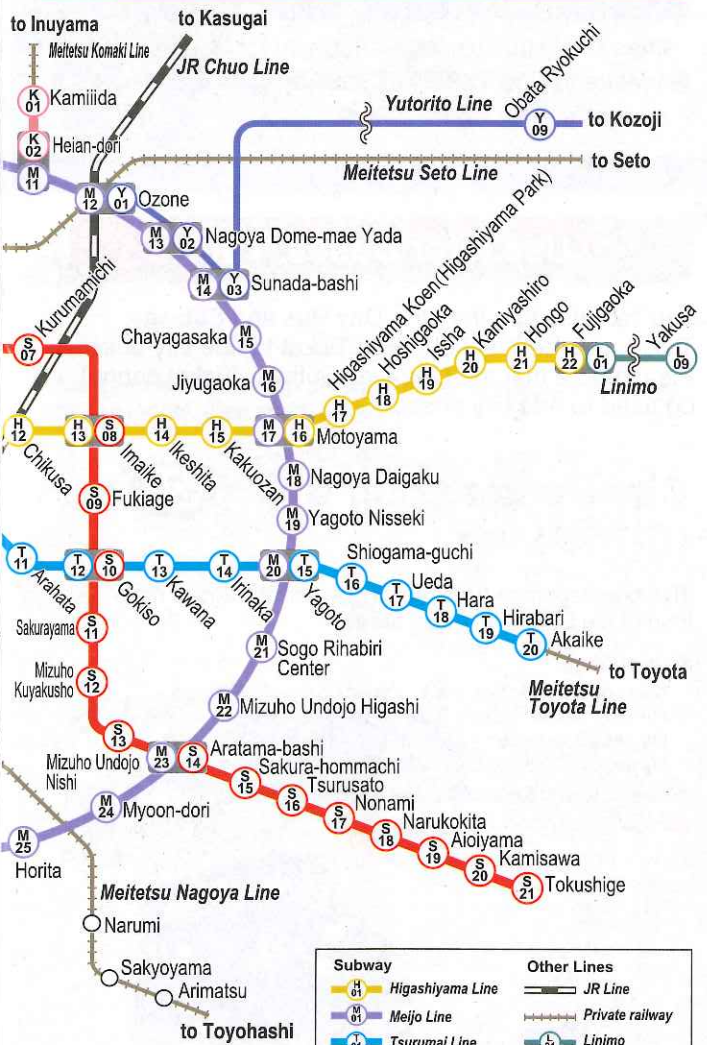 to Inuyama
Meitetsu Komaki Line
to Kasugai
JR Chuo Line
K 01
Kamiiida
K 02
Heian-dori
M 11
M 12
Y 01
Ozone
M 13
Y 02
Nagoya Dome-mae Yada
M 14
Y 03
Sunada-bashi
Yutorito Line
Obata Ryokuchi
Y 09
to Kozoji
Meitetsu Seto Line
to Seto
Kurumamichi
S 07
Chayagasaka
M 15
Jiyugaoka
M 16
Higashiyama Koen (Higashiyama Park)
H 17
Hoshigaoka
H 18
Issha
H 19
Kamiyashiro
H 20
Hongo
H 21
Fujigaoka
H 22
L 01
Yakusa
L 09
Linimo
H 12
Chikusa
H 13
S 08
Imaike
H 14
Ikeshita
H 15
Kakuozan
M 17
H 16
Motoyama
S 09
Fukiage
M 18
Nagoya Daigaku
M 19
Yagoto Nisseki
T 11
Arahata
T 12
S 10
Gokiso
T 13
Kawana
T 14
Irinaka
M 20
T 15
Yagoto
Shiogama-guchi
T 16
Ueda
T 17
Hara
T 18
Hirabari
T 19
Akaike
T 20
to Toyota
Meitetsu
Toyota Line
Sakurayama
S 11
Mizuho
Kuyakusho
S 12
M 21
Sogo Rihabiri
Center
M 22
Mizuho Undojo Higashi
S 13
Mizuho Undojo
Nishi
M 23
S 14
Aratama-bashi
S 15
Sakura-hommachi
S 16
Tsurusato
S 17
Nonami
S 18
Narukokita
S 19
Aioiyama
S 20
Kamisawa
S 21
Tokushige
M 24
Myoon-dori
M 25
Horita
Meitetsu Nagoya Line
Narumi
Sakyoyama
Arimatsu
to Toyohashi
Subway
Other Lines
H 01
Higashiyama Line
JR Line
M 01
Meijo Line
Private railway
T 01
Tsurumai Line
L 01
Linimo